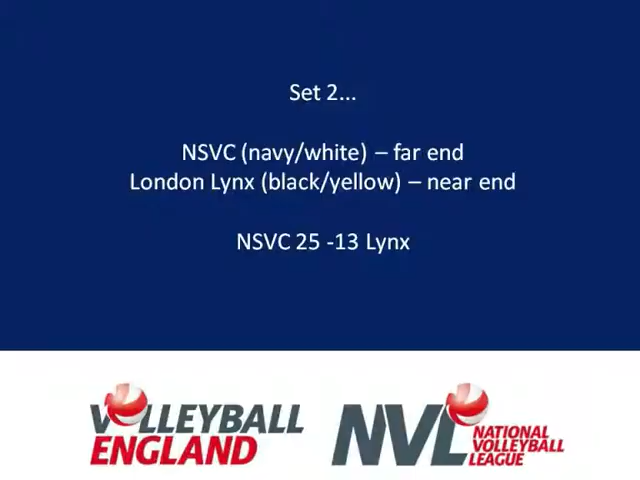 Set 2...
NSVC (navy/white) – far end
London Lynx (black/yellow) – near end
NSVC 25 -13 Lynx
VOLLEYBALL
ENGLAND
NVL
NATIONAL
VOLLEYBALL
LEAGUE